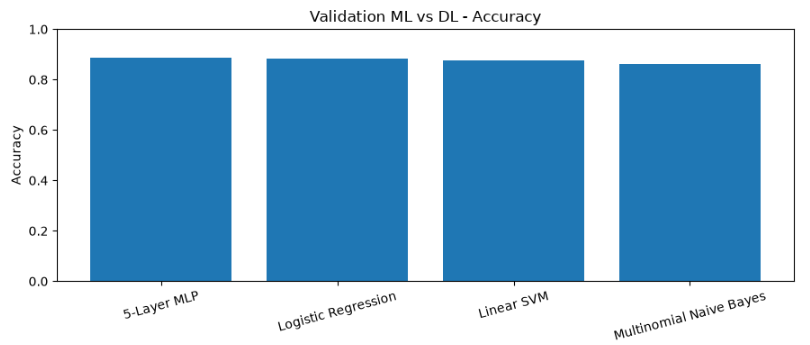 Validation ML vs DL - Accuracy
1.0
0.8
0.6
0.4
0.2
0.0
Accuracy
5-Layer MLP
Logistic Regression
Linear SVM
Multinomial Naive Bayes